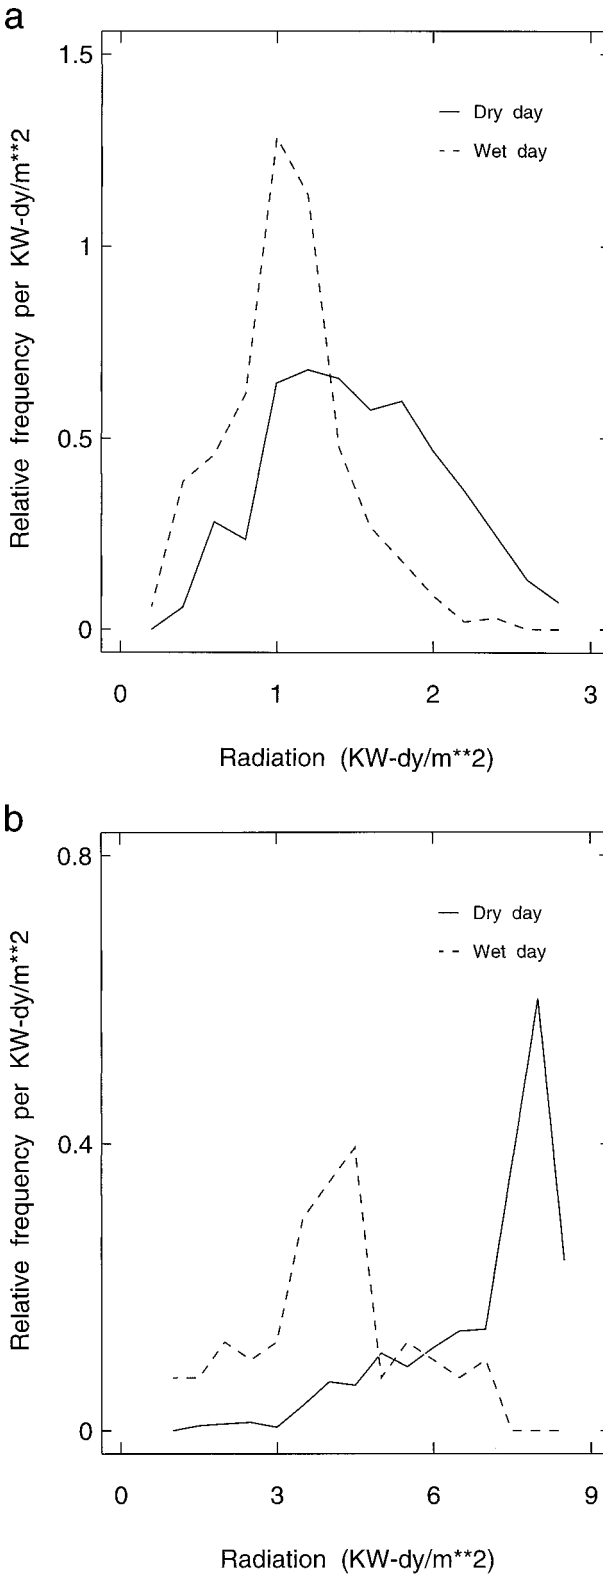 a
Relative frequency per KW-dy/m**2
1.5
1
0.5
0
Dry day
Wet day
0 1 2 3
Radiation (KW-dy/m**2)
b
Relative frequency per KW-dy/m**2
0.8
0.4
0
Dry day
Wet day
0 3 6 9
Radiation (KW-dy/m**2)